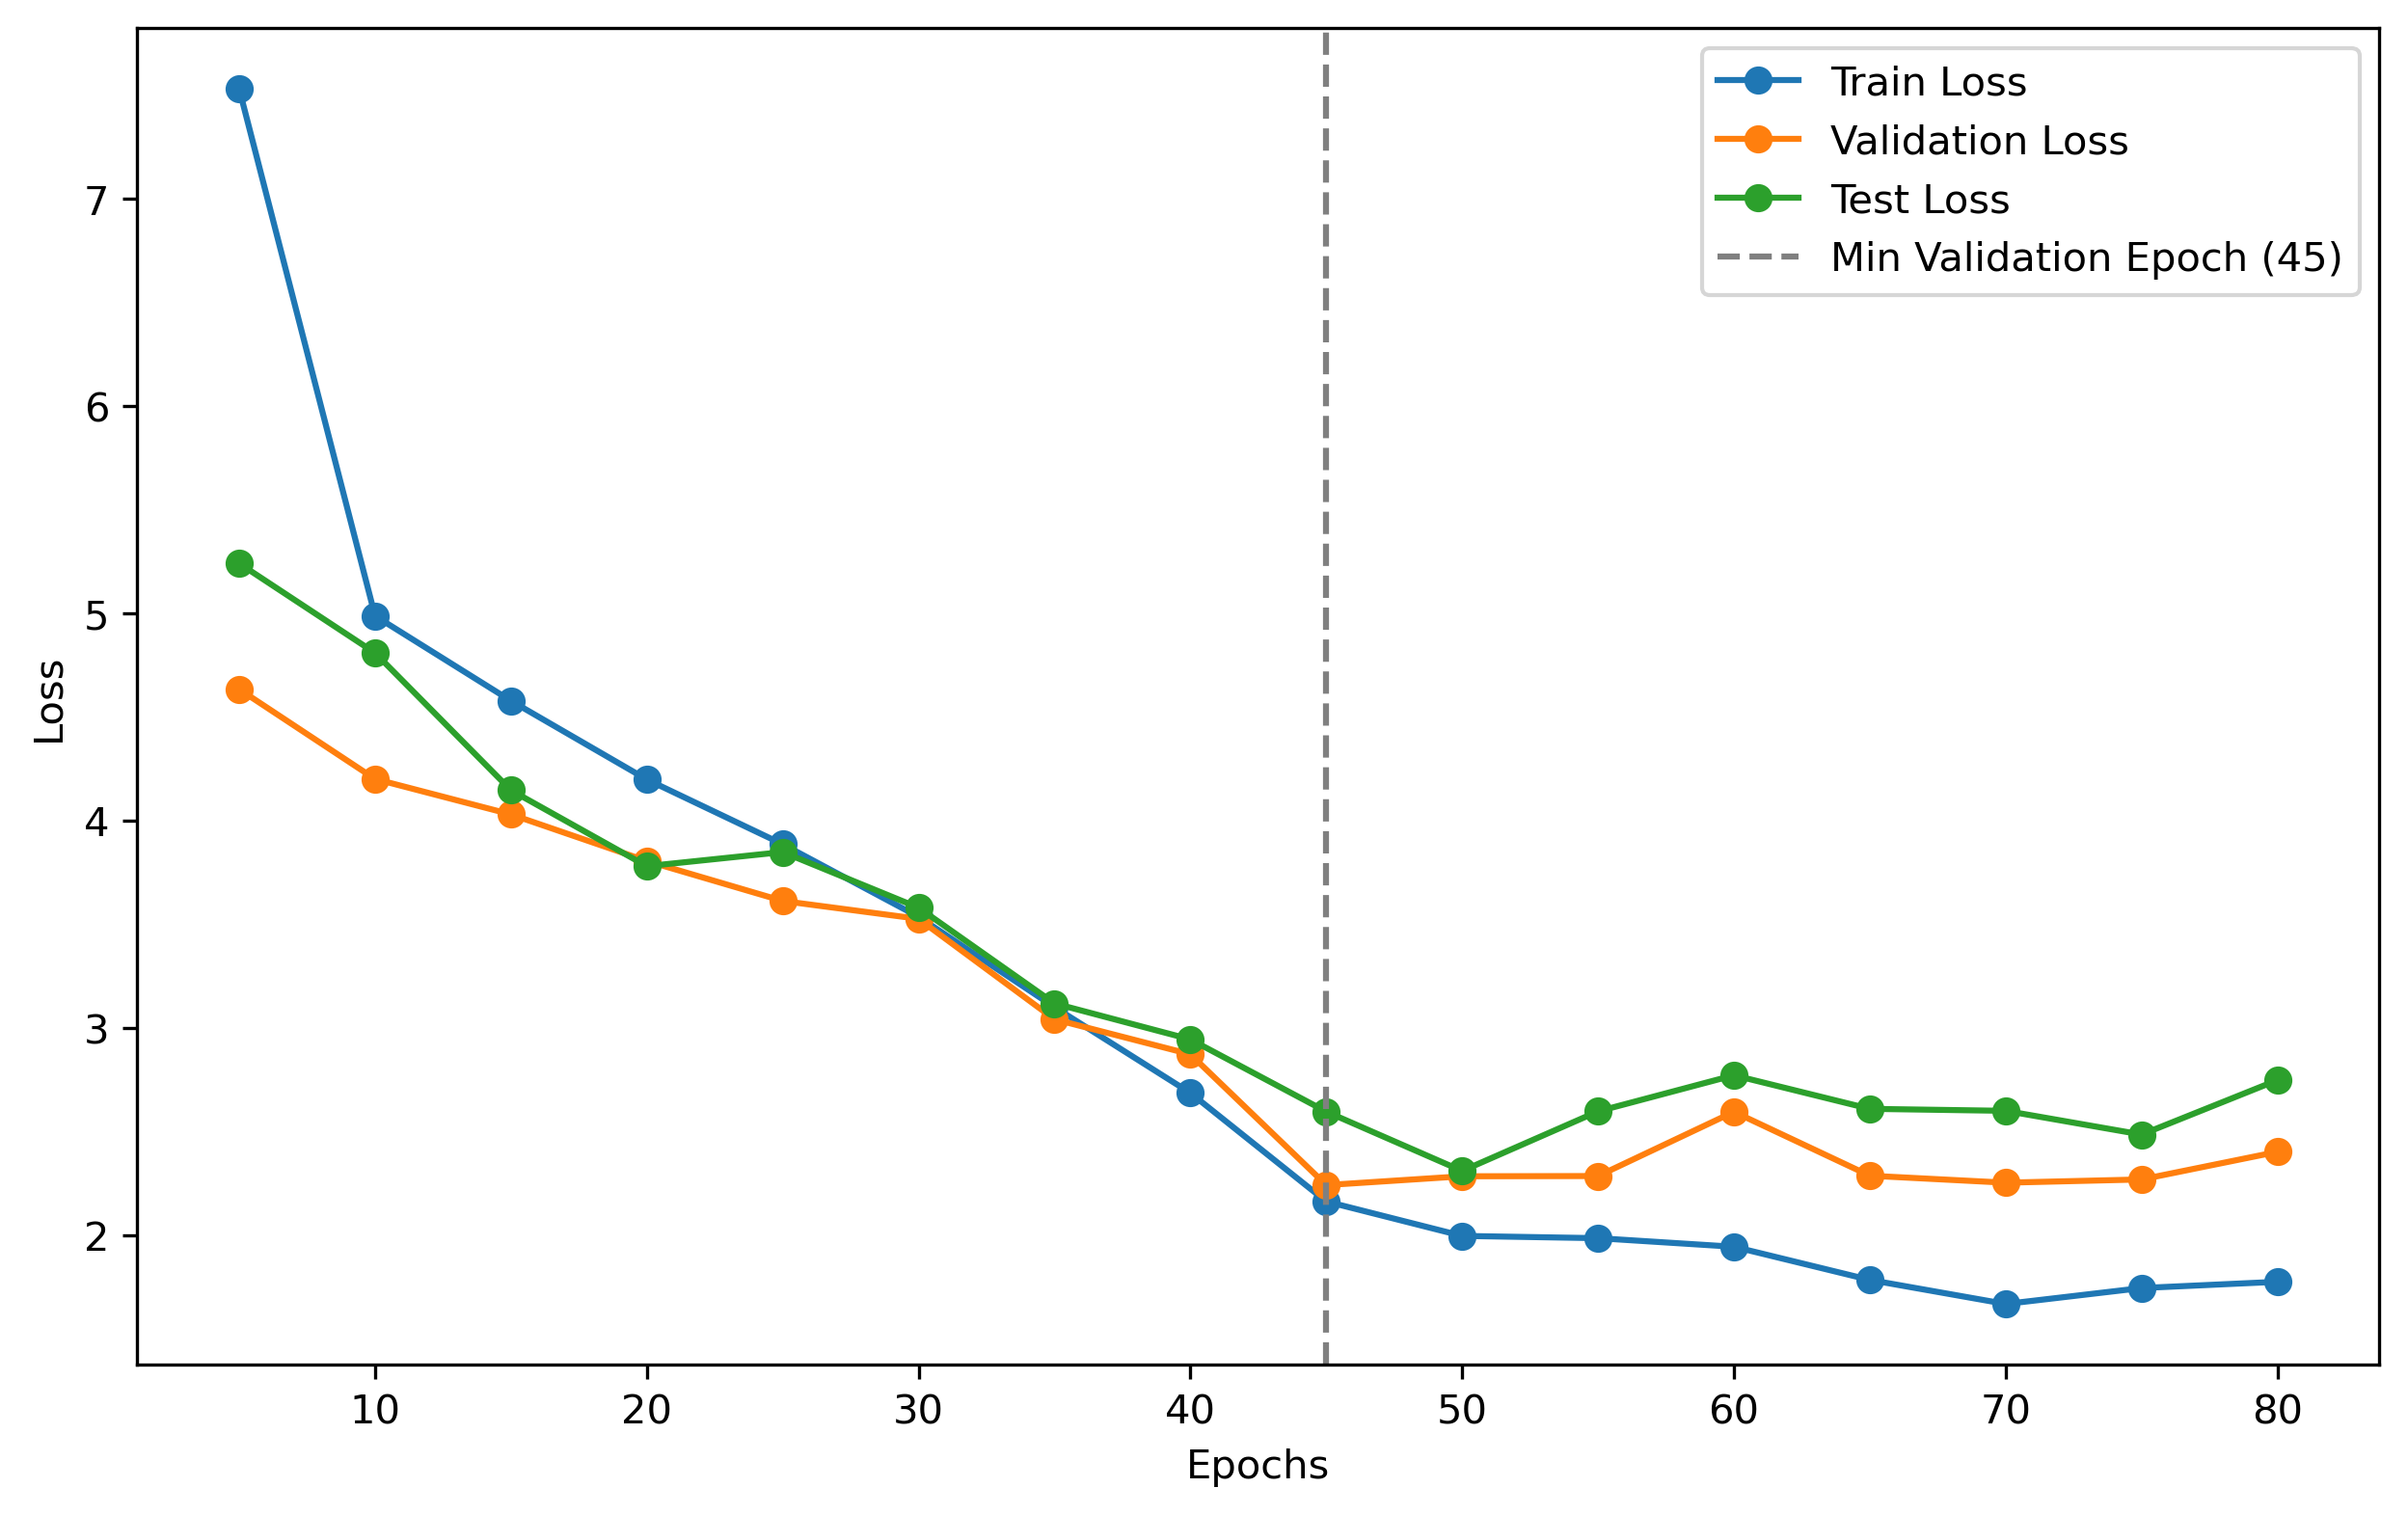 Train Loss
Validation Loss
Test Loss
Min Validation Epoch (45)
7
6
5
4
3
2
Loss
10 20 30 40 50 60 70 80
Epochs